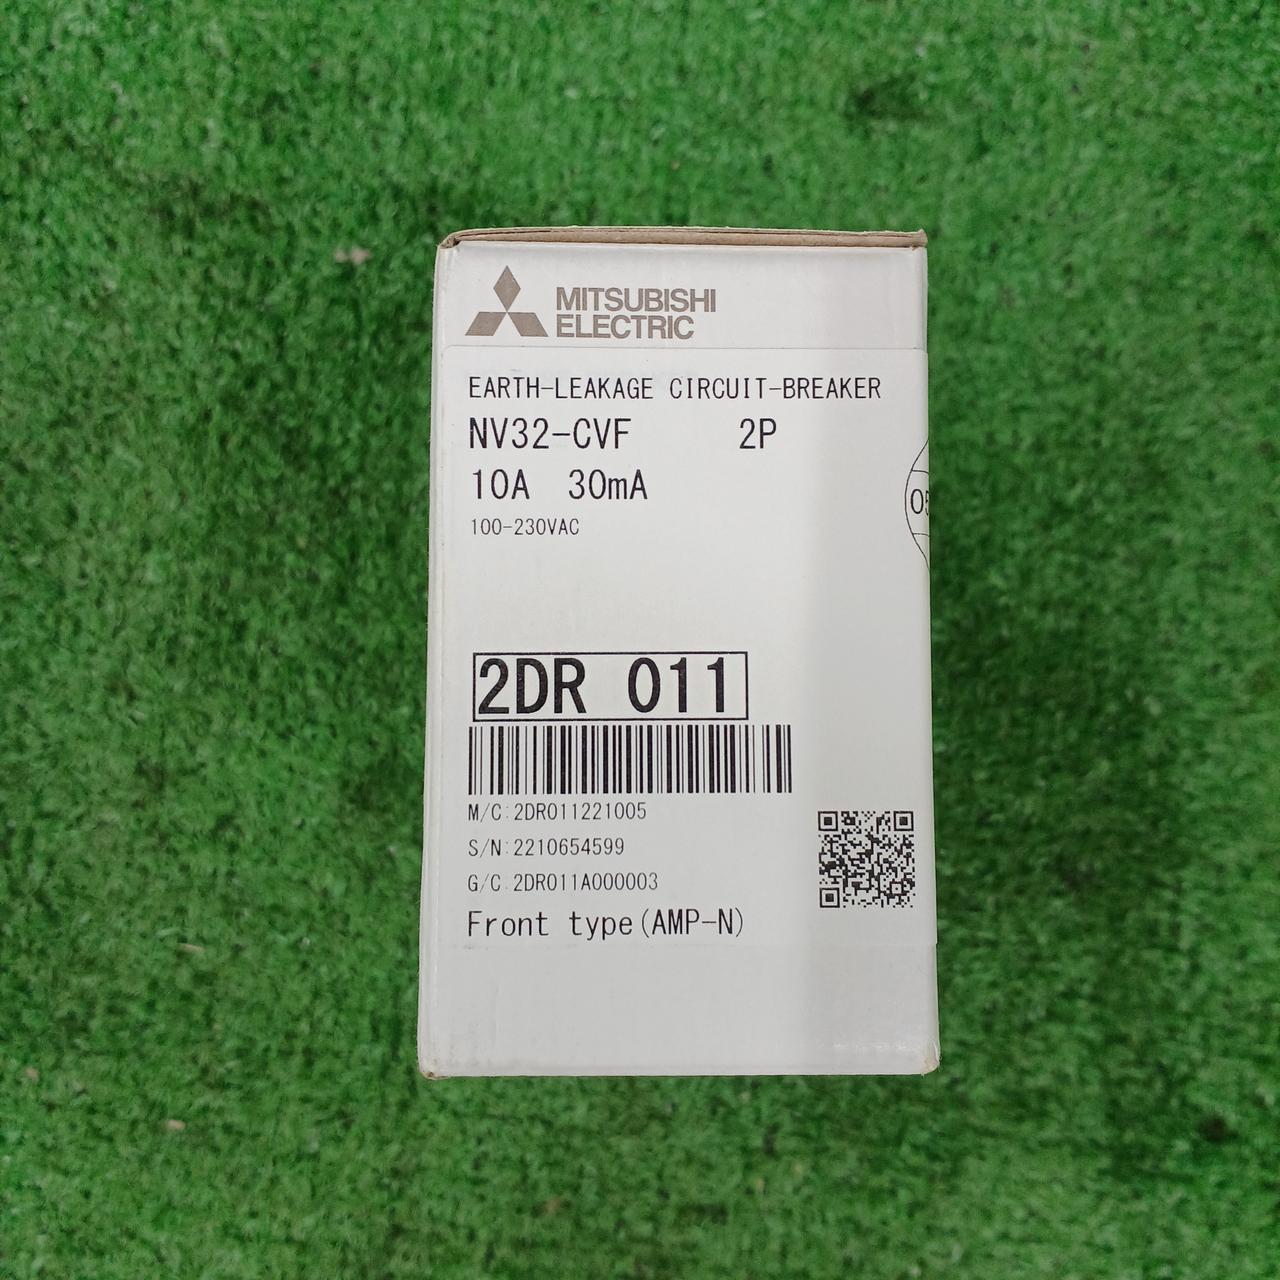 MITSUBISHI
ELECTRIC
EARTH-LEAKAGE CIRCUIT-BREAKER
NV32-CVF 2P
10A 30mA
100-230VAC
05
2DR 011
M/C:2DR011221005
S/N:2210654599
G/C:2DR011A000003
Front type(AMP-N)